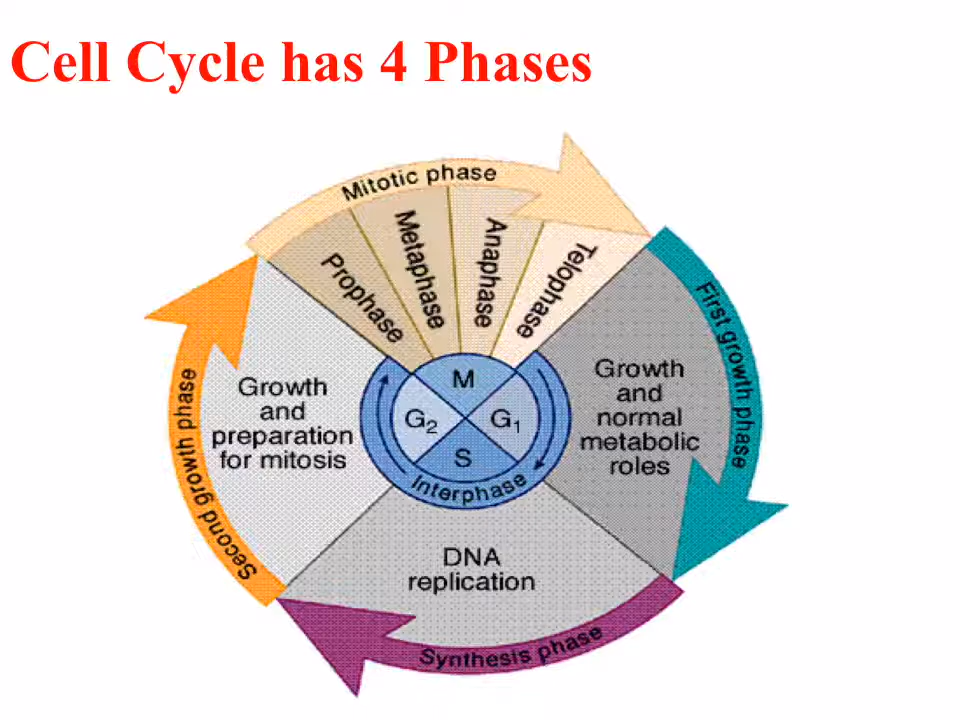 Cell Cycle has 4 Phases
Mitotic phase
Prophase
Metaphase
Anaphase
Telophase
First growth phase
Growth
and
normal
metabolic
roles
Synthesis phase
DNA
replication
Second growth phase
Growth
and
preparation
for mitosis
M
G₂
G₁
S
Interphase